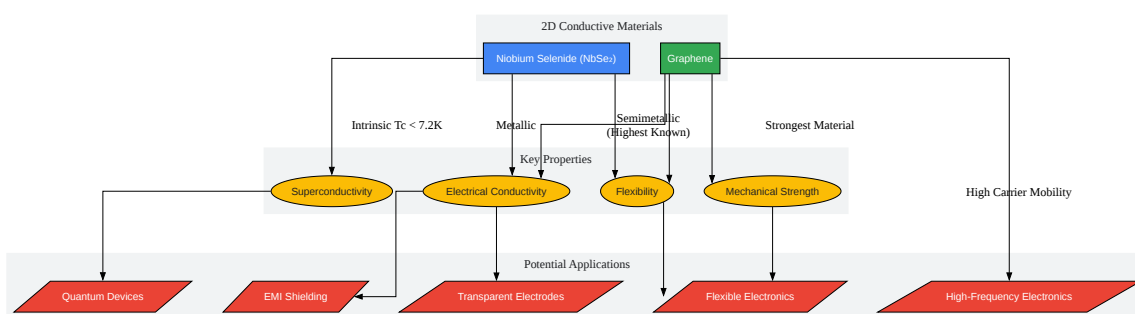 2D Conductive Materials
Niobium Selenide (NbSe₂)
Graphene
Intrinsic Tc < 7.2K
Metallic
Semimetallic
(Highest Known)
Strongest Material
Key Properties
Superconductivity
Electrical Conductivity
Flexibility
Mechanical Strength
High Carrier Mobility
Potential Applications
Quantum Devices
EMI Shielding
Transparent Electrodes
Flexible Electronics
High-Frequency Electronics